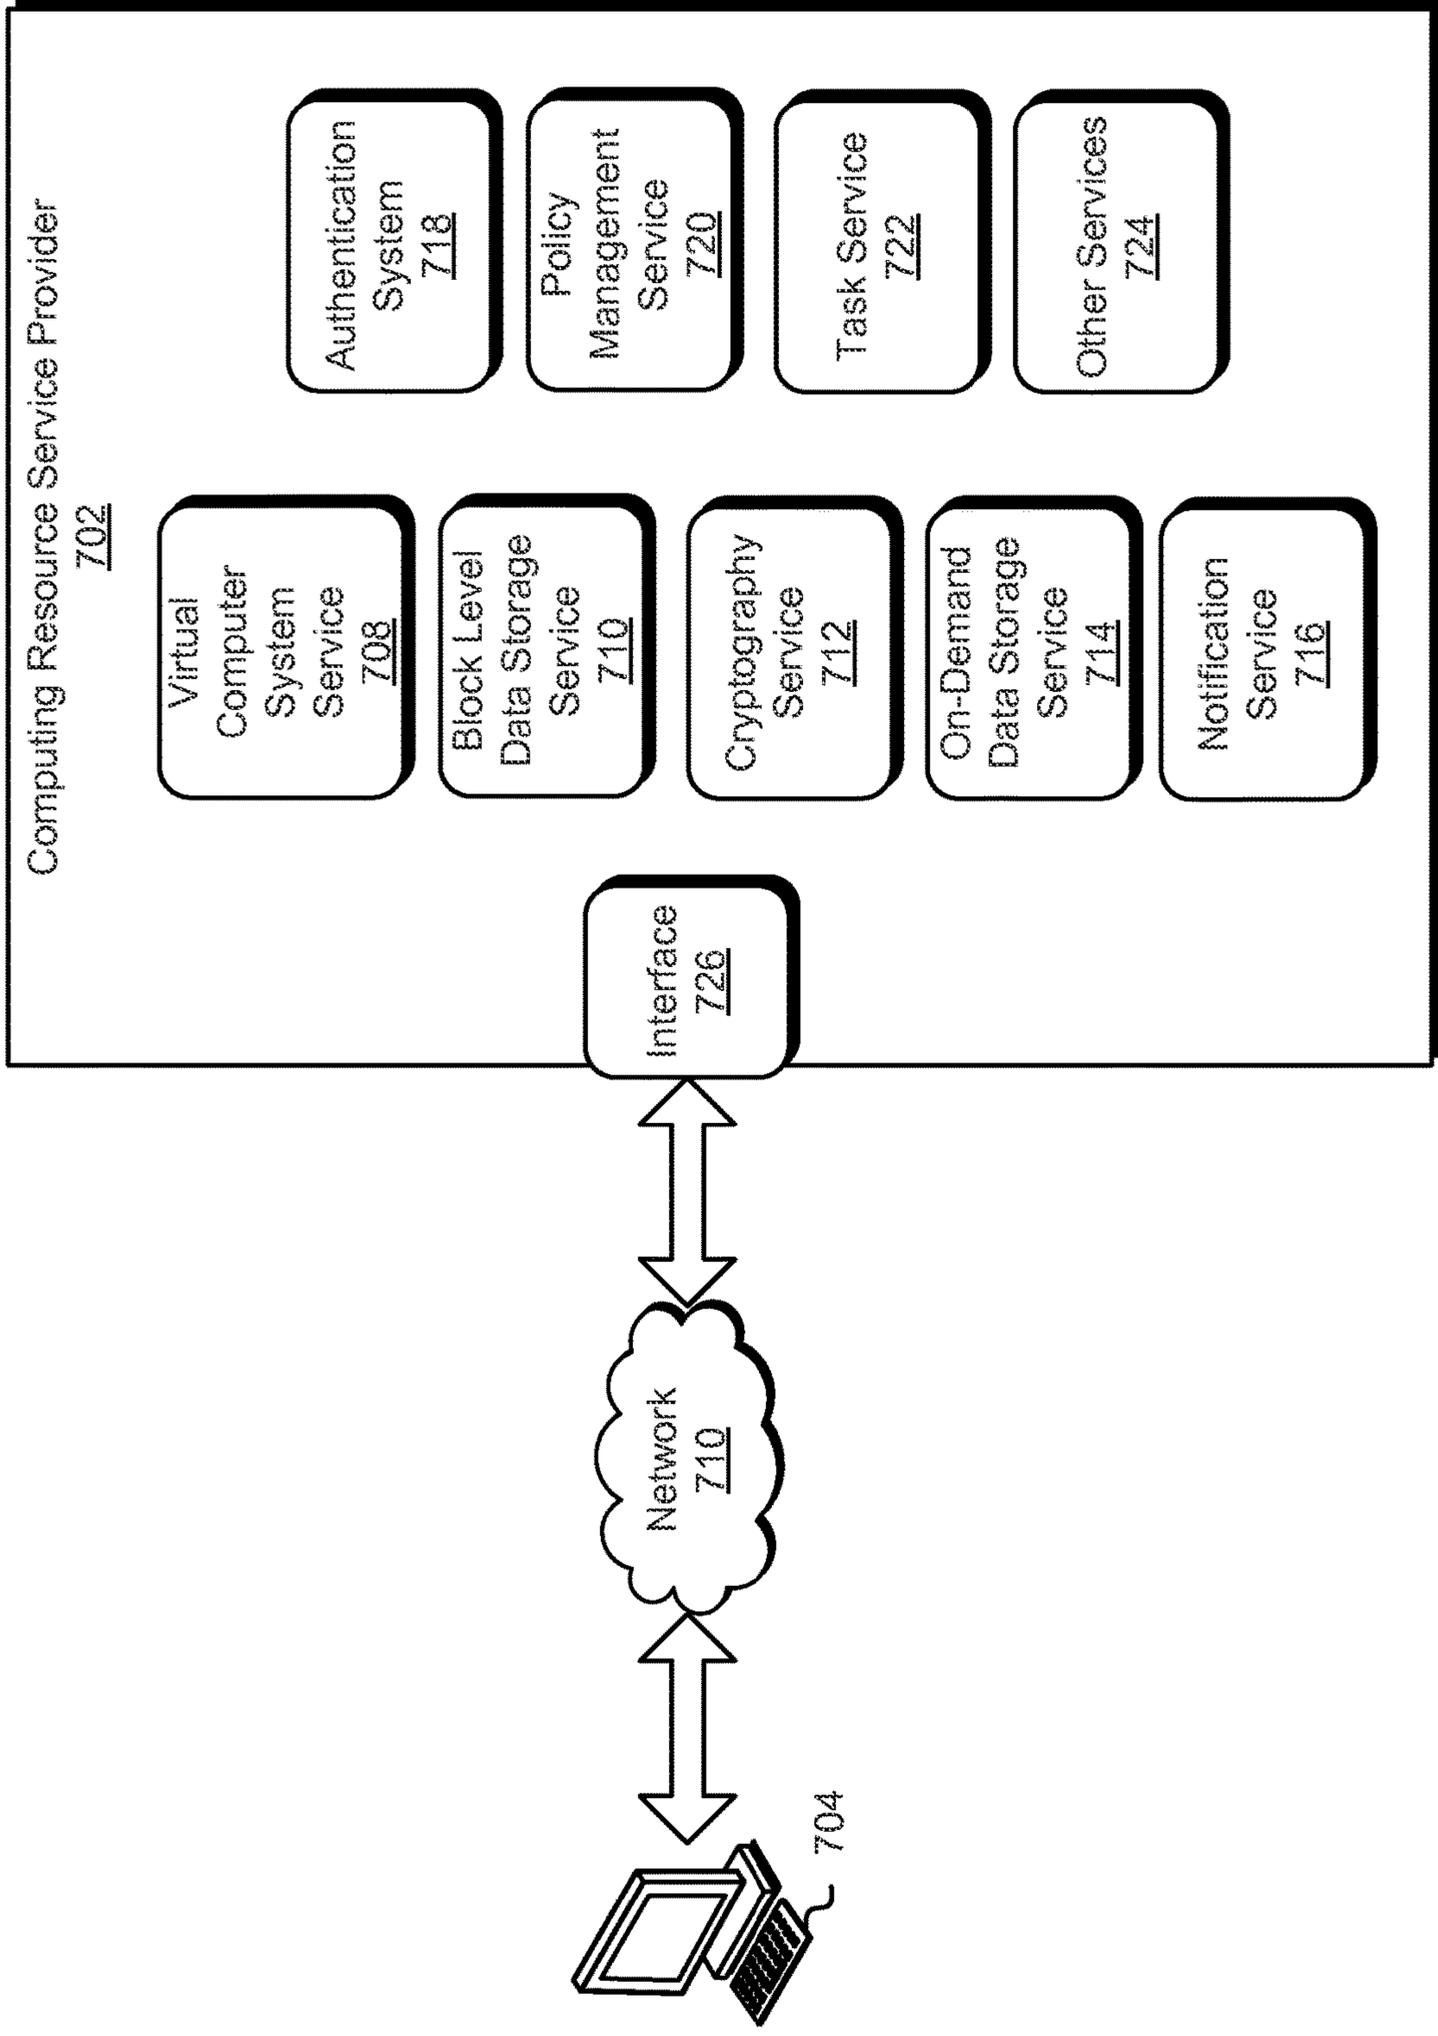 Computing Resource Service Provider
702
Virtual
Computer
System
Service
708
Block Level
Data Storage
Service
710
Cryptography
Service
712
On-Demand
Data Storage
Service
714
Notification
Service
716
Authentication
System
718
Policy
Management
Service
720
Task Service
722
Other Services
724
Interface
726
Network
710
704